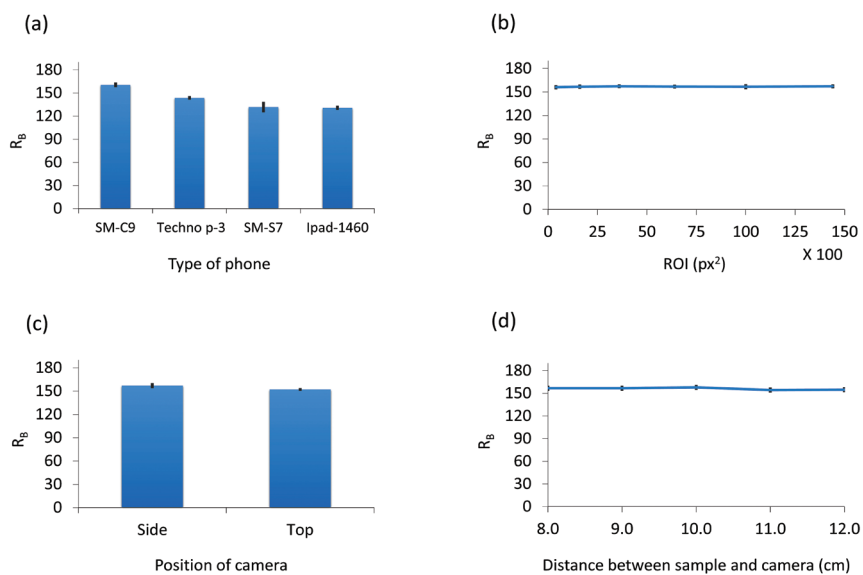 (a)
180
150
120
90
60
30
0
R_B
SM-C9 Techno p-3 SM-S7 Ipad-1460
Type of phone
(b)
180
150
120
90
60
30
0
R_B
0 25 50 75 100 125 150
X 100
ROI (px²)
(c)
180
150
120
90
60
30
0
R_B
Side Top
Position of camera
(d)
180
150
120
90
60
30
0
R_B
8.0 9.0 10.0 11.0 12.0
Distance between sample and camera (cm)